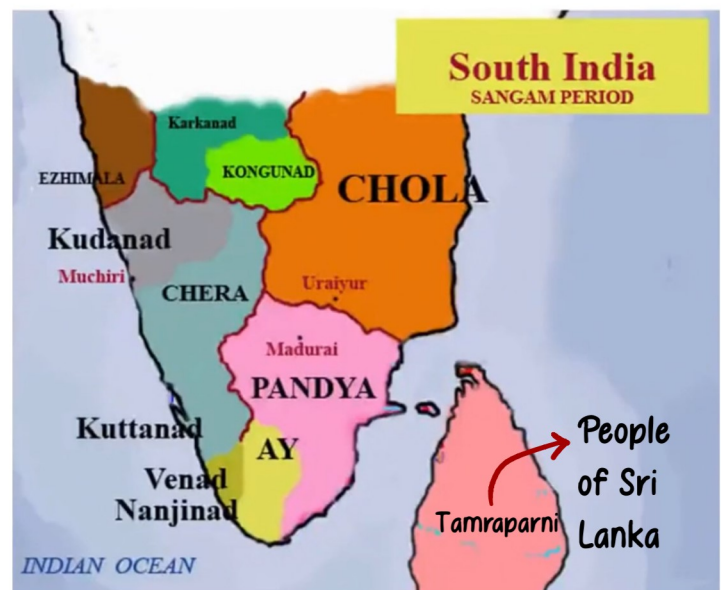 South India
SANGAM PERIOD
Karkanad
EZHIMALA
KONGUNAD
CHOLA
Kudanad
Muchiri
CHERA
Uraiyur
Madurai
PANDYA
Kuttanad
AY
Venad
Nanjinad
People
of Sri
Lanka
Tamraparni
INDIAN OCEAN